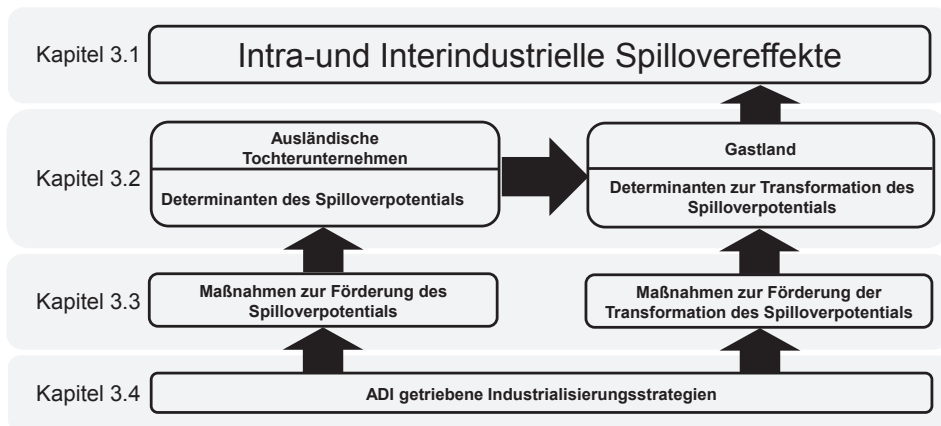 Kapitel 3.1
Intra-und Interindustrielle Spillovereffekte
Kapitel 3.2
Ausländische
Tochterunternehmen
Determinanten des Spilloverpotentials
Gastland
Determinanten zur Transformation des
Spilloverpotentials
Kapitel 3.3
Maßnahmen zur Förderung des
Spilloverpotentials
Maßnahmen zur Förderung der
Transformation des Spilloverpotentials
Kapitel 3.4
ADI getriebene Industrialisierungsstrategien